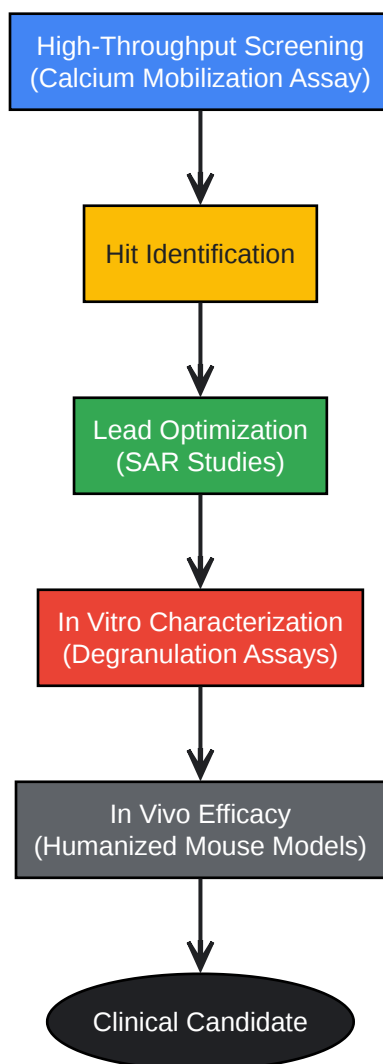 High-Throughput Screening
(Calcium Mobilization Assay)
Hit Identification
Lead Optimization
(SAR Studies)
In Vitro Characterization
(Degranulation Assays)
In Vivo Efficacy
(Humanized Mouse Models)
Clinical Candidate